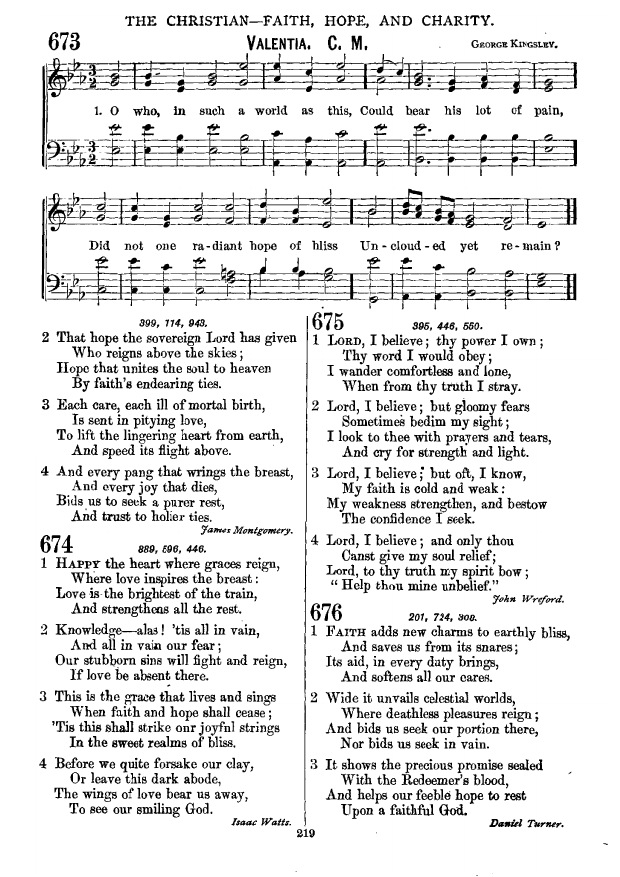 THE CHRISTIAN—FAITH, HOPE, AND CHARITY.
673 VALENTIA. C. M. GEORGE KINGSLEY.
1. O who, in such a world as this, Could bear his lot of pain,
Did not one ra-diant hope of bliss Un-cloud-ed yet re-main?
399, 114, 943.
2 That hope the sovereign Lord has given
Who reigns above the skies;
Hope that unites the soul to heaven
By faith's endearing ties.
3 Each care, each ill of mortal birth,
Is sent in pitying love,
To lift the lingering heart from earth,
And speed its flight above.
4 And every pang that wrings the breast,
And every joy that dies,
Bids us to seek a purer rest,
And trust to holier ties.
James Montgomery.
674 889, 596, 446.
1 HAPPY the heart where graces reign,
Where love inspires the breast:
Love is the brightest of the train,
And strengthens all the rest.
2 Knowledge—alas! 'tis all in vain,
And all in vain our fear;
Our stubborn sins will fight and reign,
If love be absent there.
3 This is the grace that lives and sings
When faith and hope shall cease;
'Tis this shall strike our joyful strings
In the sweet realms of bliss.
4 Before we quite forsake our clay,
Or leave this dark abode,
The wings of love bear us away,
To see our smiling God.
Isaac Watts.
675 395, 446, 550.
1 LORD, I believe; thy power I own;
Thy word I would obey;
I wander comfortless and lone,
When from thy truth I stray.
2 Lord, I believe; but gloomy fears
Sometimes bedim my sight;
I look to thee with prayers and tears,
And cry for strength and light.
3 Lord, I believe; but oft, I know,
My faith is cold and weak:
My weakness strengthen, and bestow
The confidence I seek.
4 Lord, I believe; and only thou
Canst give my soul relief;
Lord, to thy truth my spirit bow;
"Help thou mine unbelief."
John Wreford.
676 201, 724,
1 FAITH adds new charms to earthly bliss,
And saves us from its snares;
Its aid, in every duty brings,
And softens all our cares.
2 Wide it unvails celestial worlds,
Where deathless pleasures reign;
And bids us seek our portion there,
Nor bids us seek in vain.
3 It shows the precious promise sealed
With the Redeemer's blood,
And helps our feeble hope to rest
Upon a faithful God.
Daniel Turner.
219